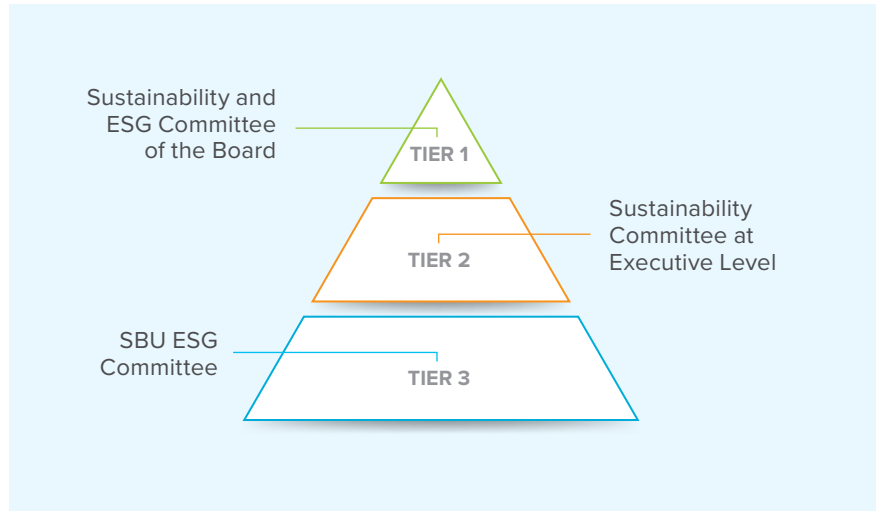 Sustainability and
ESG Committee
of the Board
TIER 1
Sustainability
Committee at
Executive Level
TIER 2
SBU ESG
Committee
TIER 3